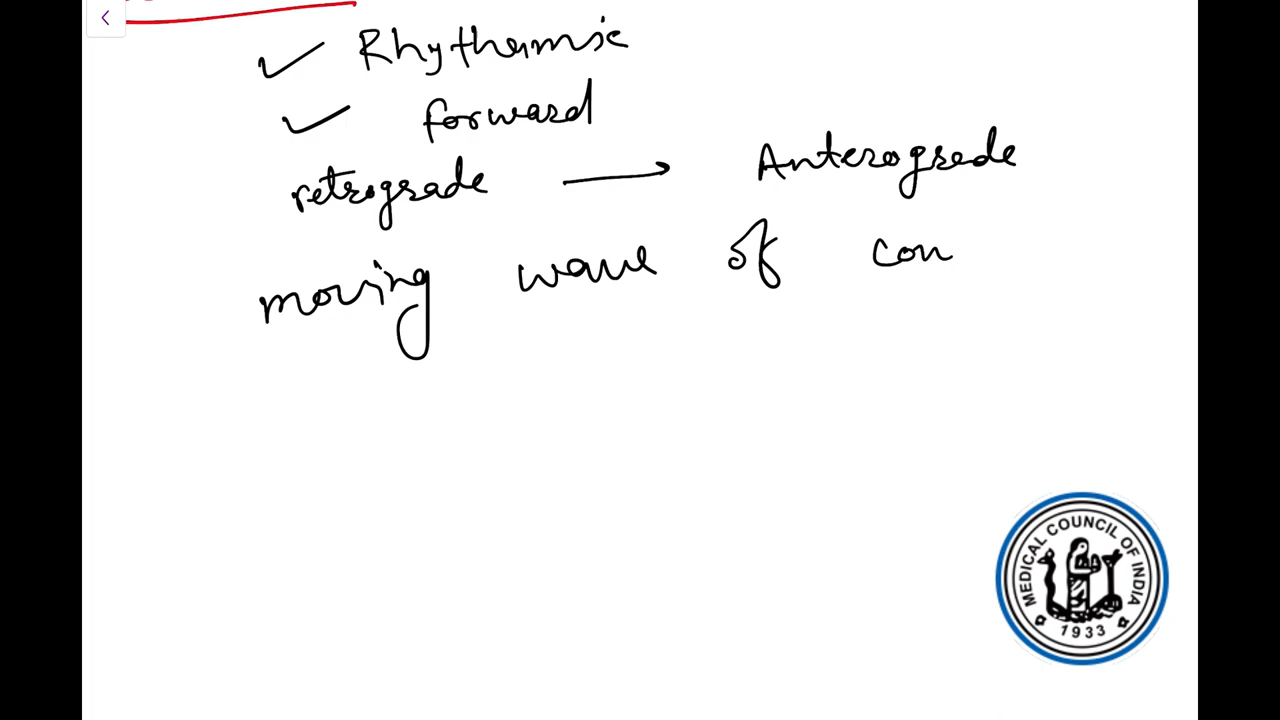 Rhythmic
forward
retrograde → Anterograde
moving wave of con
MEDICAL COUNCIL OF INDIA
1933